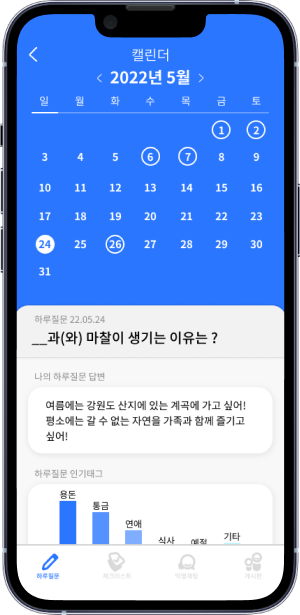 캘린더
2022년 5월
일 월 화 수 목 금 토
1 2
3 4 5 6 7 8 9
10 11 12 13 14 15 16
17 18 19 20 21 22 23
24 25 26 27 28 29 30
31
하루질문 22.05.24
__과(와) 마찰이 생기는 이유는 ?
나의 하루질문 답변
여름에는 강원도 산지에 있는 계곡에 가고 싶어!
평소에는 갈 수 없는 자연을 가족과 함께 즐기고
싶어!
하루질문 인기태그
용돈
통금
연애
식사 예절 기타
하루질문 체크리스트 익명채팅 게시판